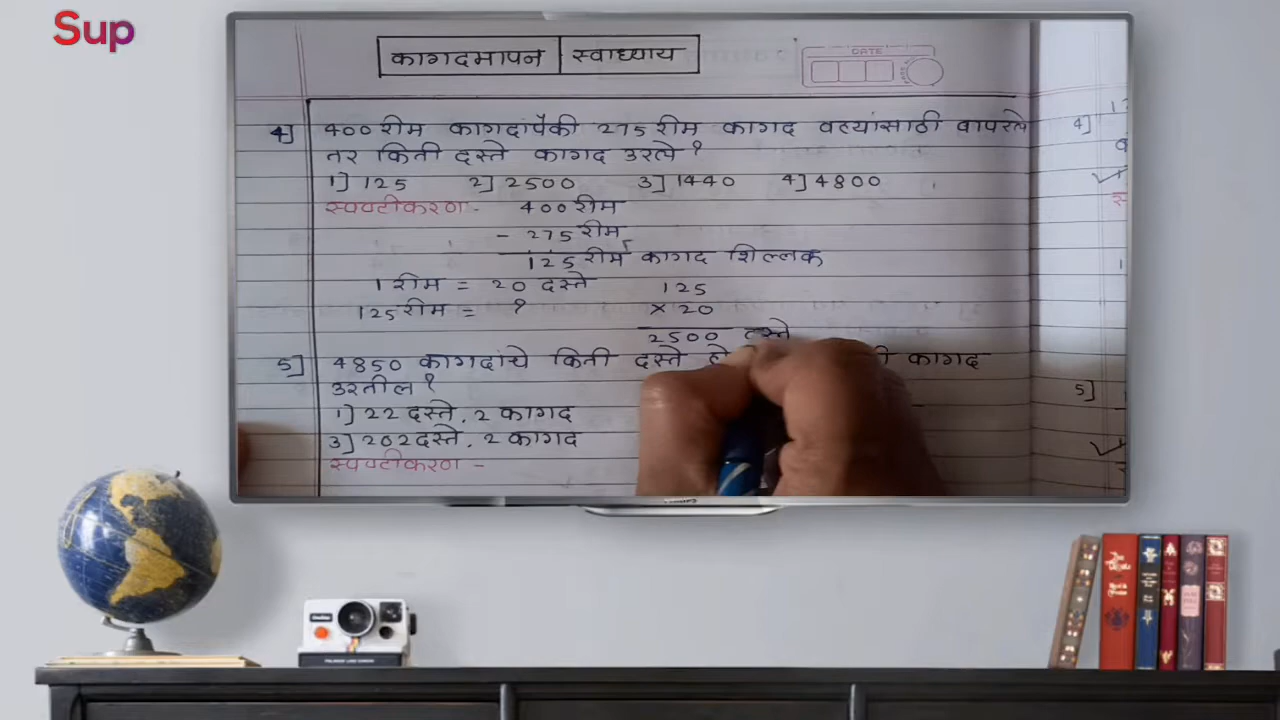 Sup
कागदमापन स्वाध्याय
DATE
4] 400 रीम कागदांपैकी 275 रीम कागद वह्यांसाठी वापरले
तर किती दस्ते कागद उरले ?
1] 125 2] 2500 3] 1440 4] 4800
स्पष्टीकरण - 400 रीम
- 275 रीम
125 रीम कागद शिल्लक
1 रीम = 20 दस्ते 125
125 रीम = ? × 20
2500 दस्ते
5] 4850 कागदांचे किती दस्ते कागद
उरतील ?
1] 22 दस्ते, 2 कागद
3] 202 दस्ते, 2 कागद
स्पष्टीकरण -
4]
5]